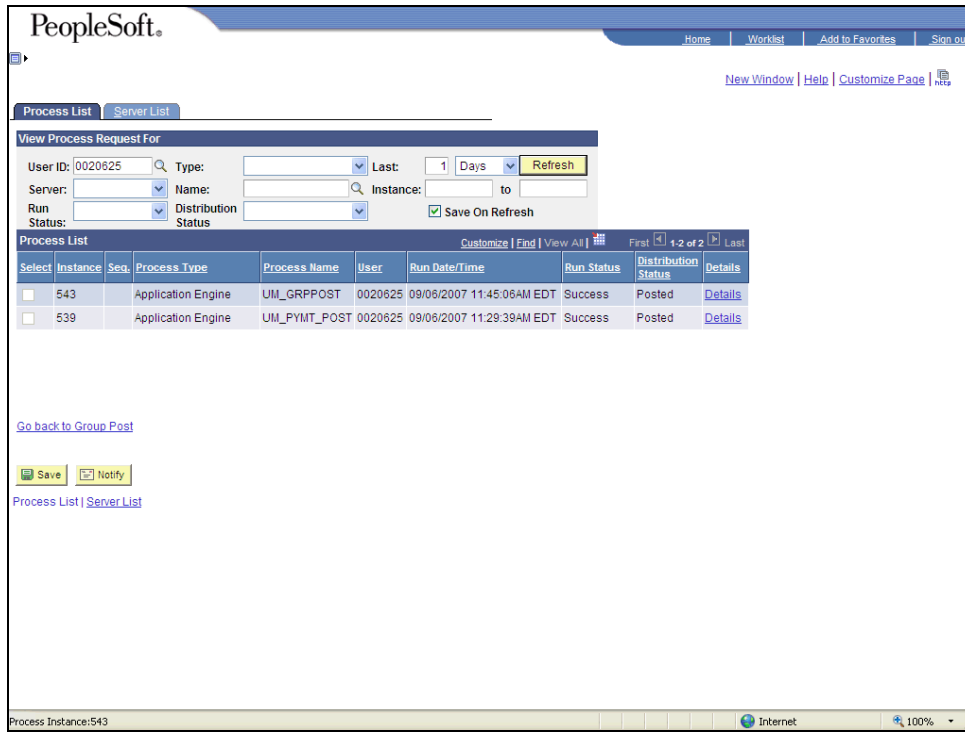 PeopleSoft.
Home | Worklist | Add to Favorites | Sign ou
New Window | Help | Customize Page | http
Process List Server List
View Process Request For
User ID: 0020625 Type: Last: 1 Days Refresh
Server: Name: Instance: to
Run Status: Distribution Status Save On Refresh
Process List Customize | Find | View All | First 1-2 of 2 Last
Select Instance Seq. Process Type Process Name User Run Date/Time Run Status Distribution Status Details
543 Application Engine UM_GRPPOST 0020625 09/06/2007 11:45:06AM EDT Success Posted Details
539 Application Engine UM_PYMT_POST 0020625 09/06/2007 11:29:39AM EDT Success Posted Details
Go back to Group Post
Save Notify
Process List | Server List
Process Instance:543 Internet 100%